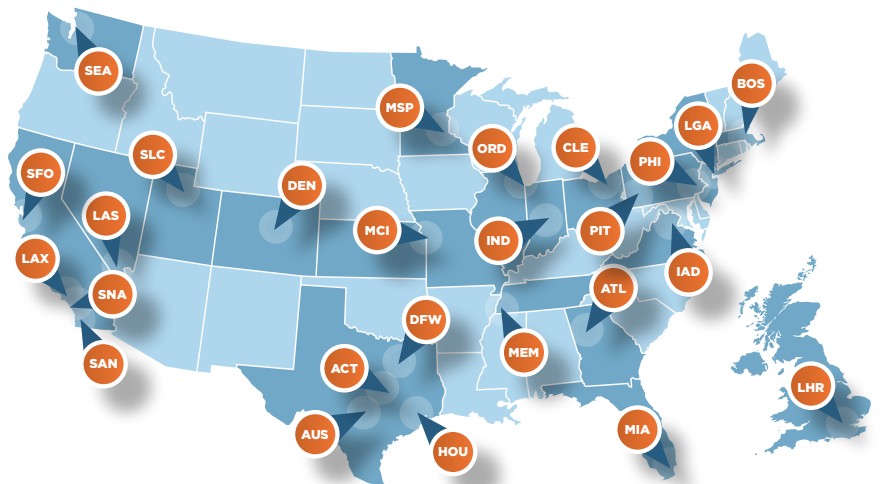 SEA
BOS
MSP
LGA
SLC
ORD
CLE
PHI
SFO
DEN
LAS
MCI
IND
PIT
LAX
IAD
SNA
ATL
DFW
MEM
SAN
ACT
LHR
AUS
HOU
MIA